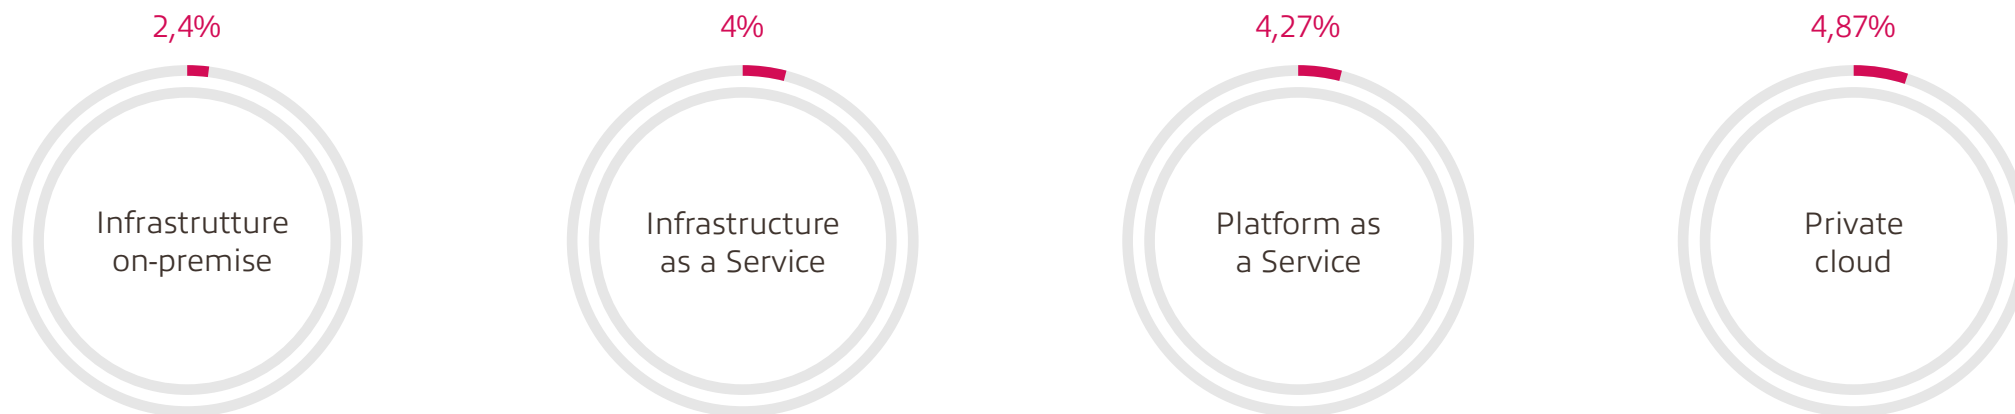 2,4%
4%
4,27%
4,87%
Infrastrutture
on-premise
Infrastructure
as a Service
Platform as
a Service
Private
cloud